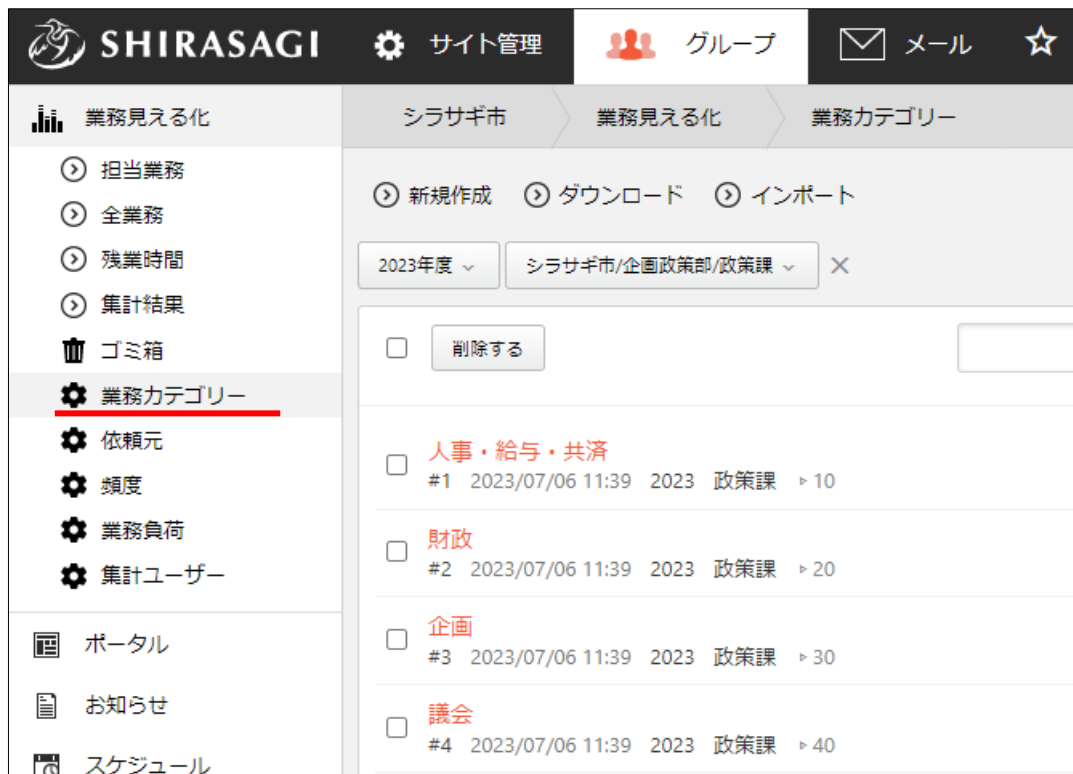 SHIRASAGI サイト管理 グループ メール
業務見える化
担当業務
全業務
残業時間
集計結果
ゴミ箱
業務カテゴリー
依頼元
頻度
業務負荷
集計ユーザー
ポータル
お知らせ
スケジュール
シラサギ市 業務見える化 業務カテゴリー
新規作成 ダウンロード インポート
2023年度 シラサギ市/企画政策部/政策課
削除する
人事・給与・共済
#1 2023/07/06 11:39 2023 政策課 10
財政
#2 2023/07/06 11:39 2023 政策課 20
企画
#3 2023/07/06 11:39 2023 政策課 30
議会
#4 2023/07/06 11:39 2023 政策課 40